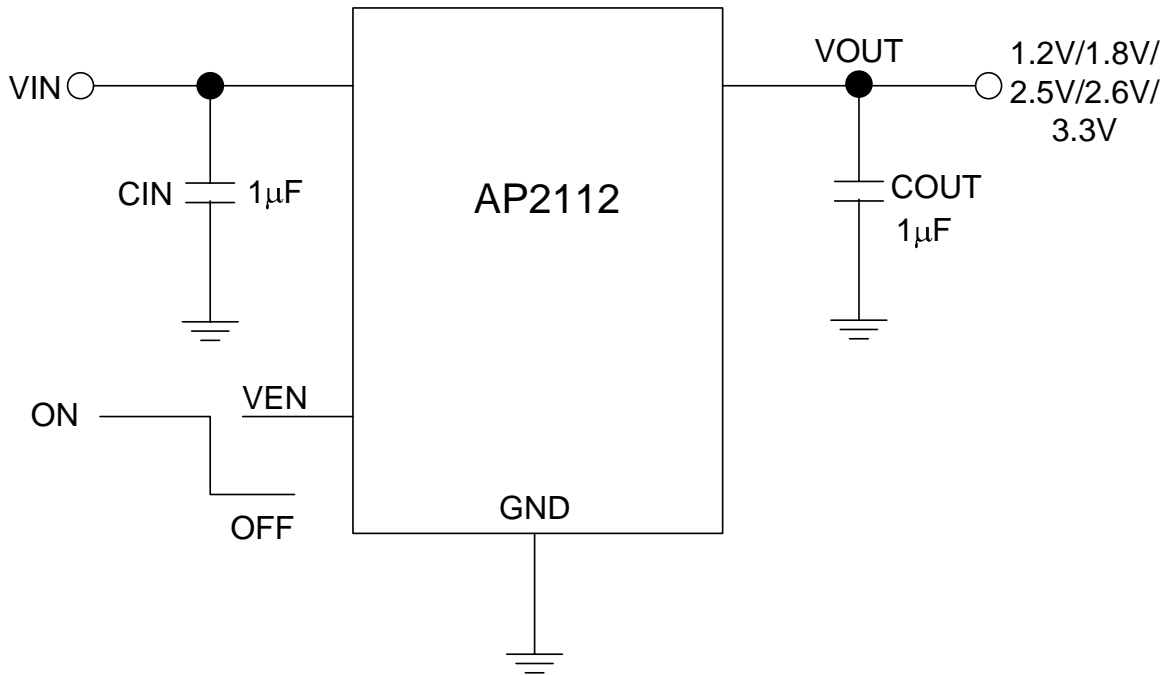 VIN
CIN
1μF
AP2112
VOUT
1.2V/1.8V/
2.5V/2.6V/
3.3V
COUT
1μF
ON
OFF
VEN
GND